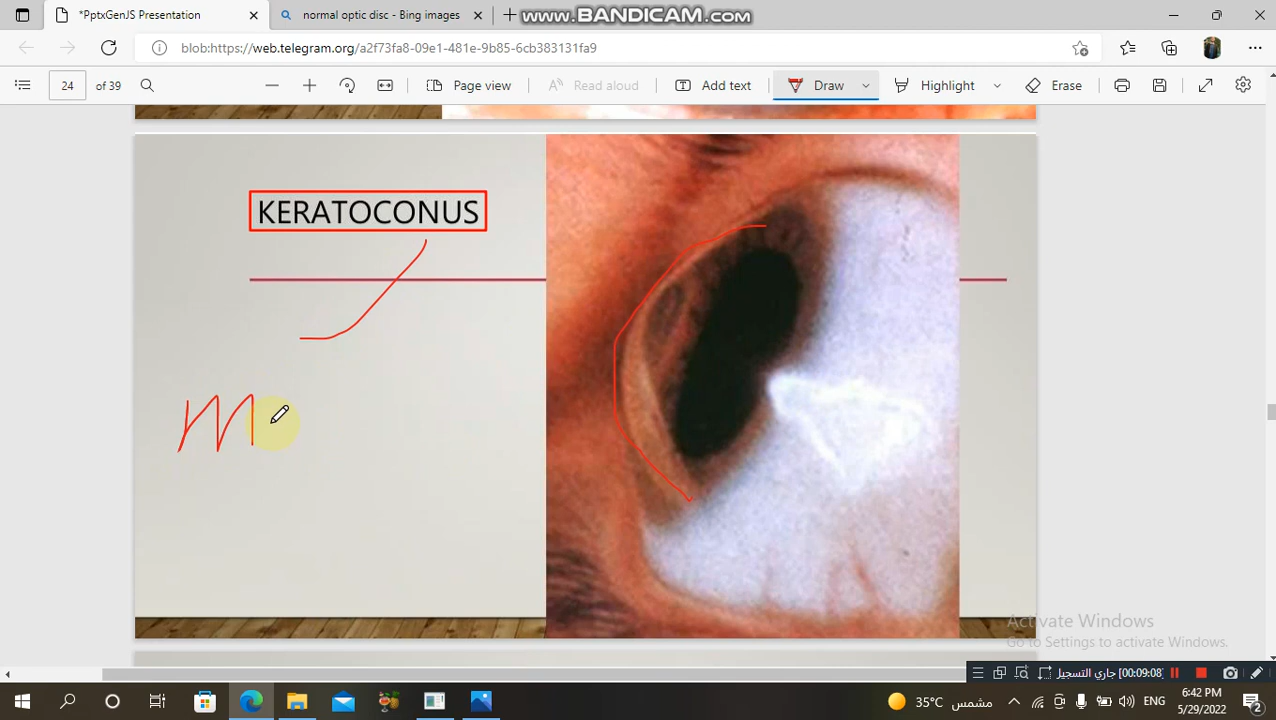 *PptxGenJS Presentation
normal optic disc - Bing images
www.BANDICAM.com
blob:https://web.telegram.org/a2f73fa8-09e1-481e-9b85-6cb383131fa9
24 of 39
Page view
Read aloud
Add text
Draw
Highlight
Erase
KERATOCONUS
m
Activate Windows
Go to Settings to activate Windows.
جاري التسجيل [00:09:08]
35°C مشمس
ENG
6:42 PM
5/29/2022
2